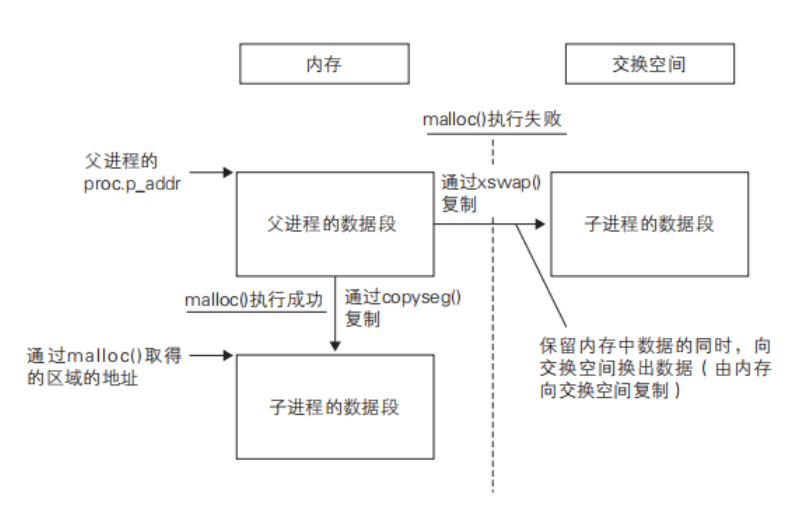 内存
交换空间
malloc()执行失败
父进程的
proc.p_addr
通过xswap()
复制
父进程的数据段
子进程的数据段
malloc()执行成功
通过copyseg()
复制
通过malloc()取得
的区域的地址
子进程的数据段
保留内存中数据的同时，向
交换空间换出数据（由内存
向交换空间复制）